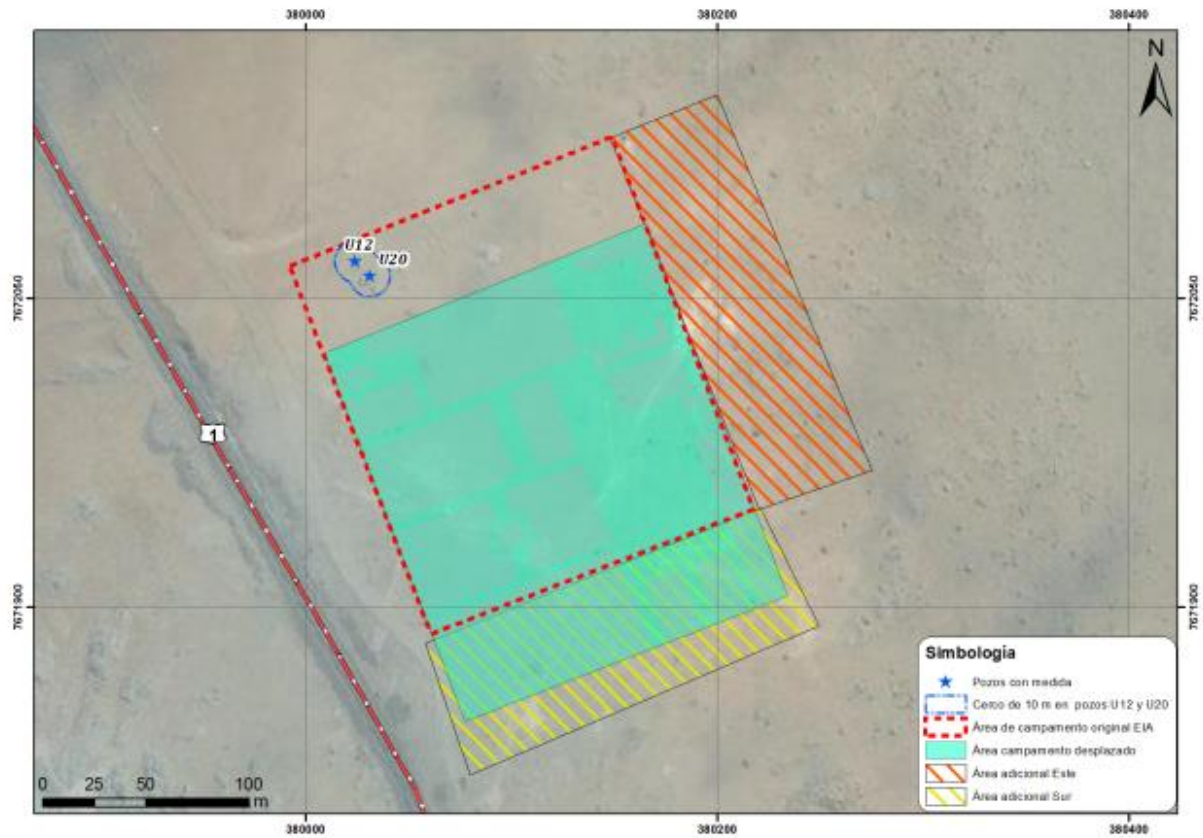 380000
380200
380400
N
U12
U20
7672050
7672050
1
7671900
7671900
Simbología
Pozos con medida
Cerco de 10 m en pozos U12 y U20
Área de campamento original EIA
Área campamento desplazado
Área adicional Este
Área adicional Sur
0 25 50 100
m
380000
380200
380400